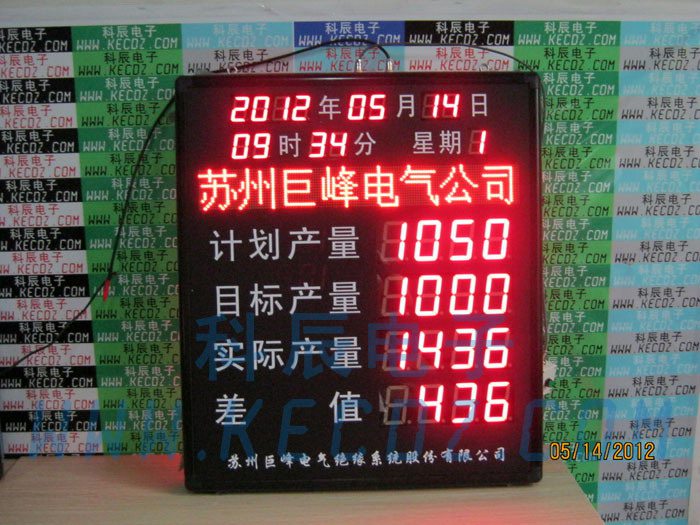 2012年05月14日
09时34分 星期1
苏州巨峰电气公司
计划产量 1050
目标产量 1000
实际产量 1436
差 值 436
苏州巨峰电气绝缘系统股份有限公司
科辰电子
WWW.KECDZ.COM
05/14/2012